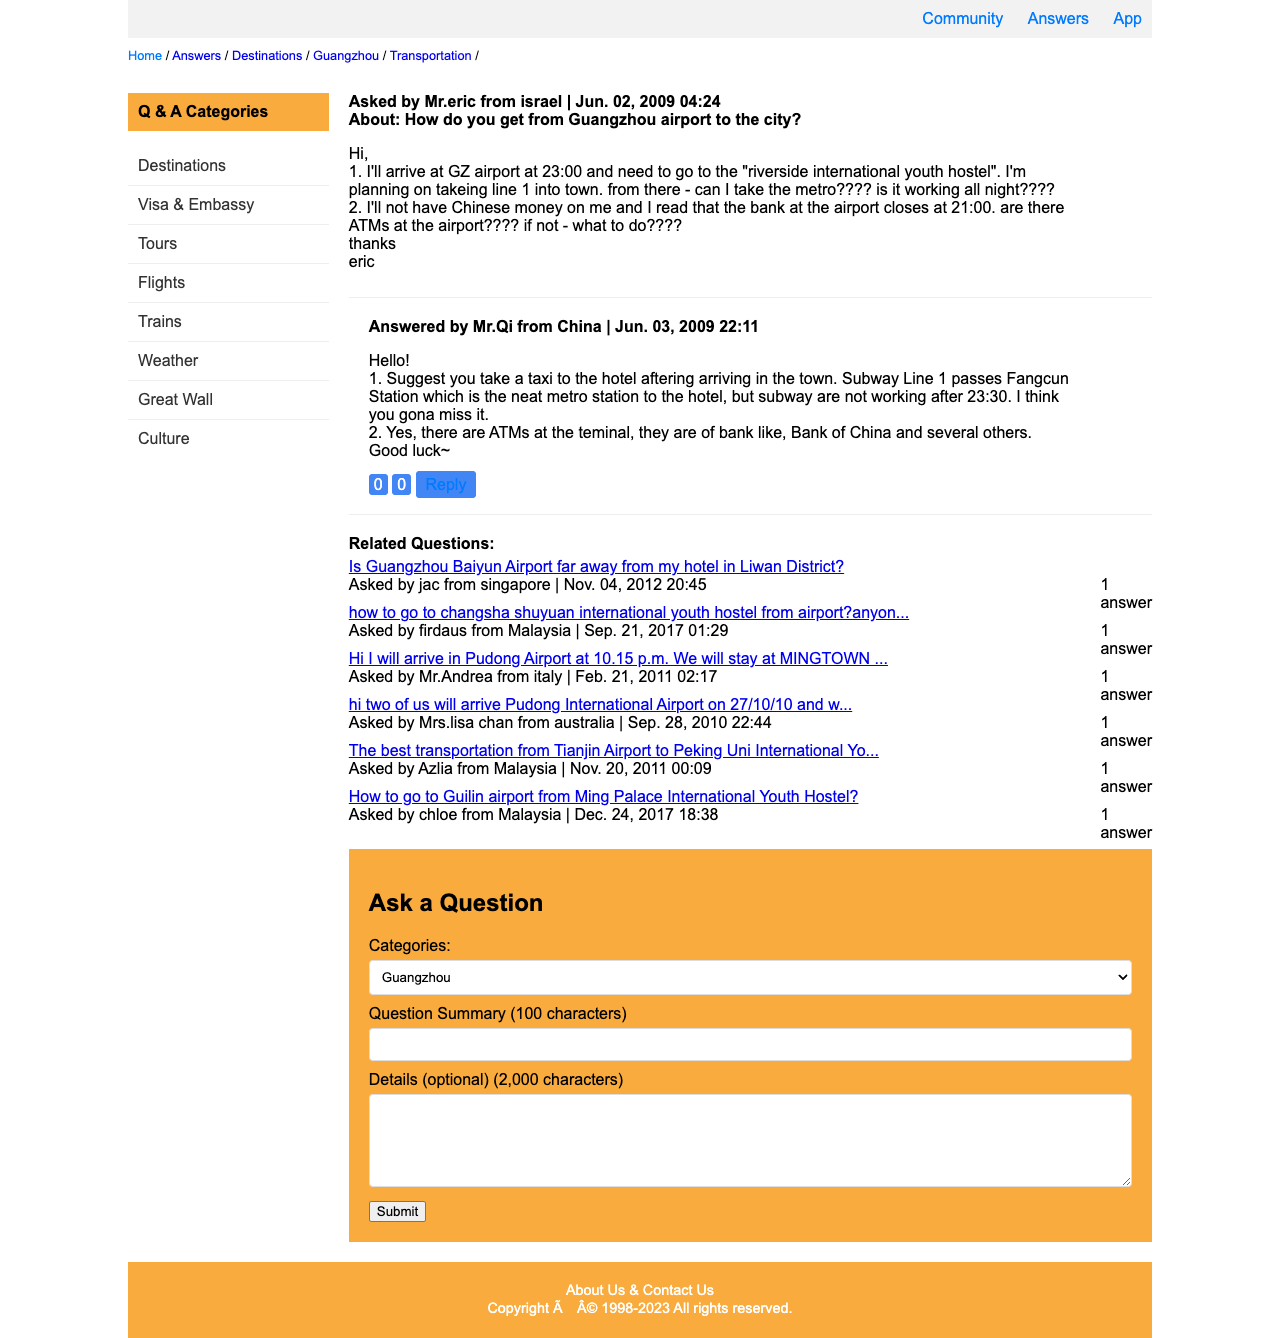 Community Answers App
Home / Answers / Destinations / Guangzhou / Transportation /
Q & A Categories
Destinations
Visa & Embassy
Tours
Flights
Trains
Weather
Great Wall
Culture
Asked by Mr.eric from israel | Jun. 02, 2009 04:24
About: How do you get from Guangzhou airport to the city?
Hi,
1. I'll arrive at GZ airport at 23:00 and need to go to the "riverside international youth hostel". I'm
planning on takeing line 1 into town. from there - can I take the metro???? is it working all night????
2. I'll not have Chinese money on me and I read that the bank at the airport closes at 21:00. are there
ATMs at the airport???? if not - what to do????
thanks
eric
Answered by Mr.Qi from China | Jun. 03, 2009 22:11
Hello!
1. Suggest you take a taxi to the hotel aftering arriving in the town. Subway Line 1 passes Fangcun
Station which is the neat metro station to the hotel, but subway are not working after 23:30. I think
you gona miss it.
2. Yes, there are ATMs at the teminal, they are of bank like, Bank of China and several others.
Good luck~
0 0 Reply
Related Questions:
Is Guangzhou Baiyun Airport far away from my hotel in Liwan District?
Asked by jac from singapore | Nov. 04, 2012 20:45
1
answer
how to go to changsha shuyuan international youth hostel from airport?anyon...
Asked by firdaus from Malaysia | Sep. 21, 2017 01:29
1
answer
Hi I will arrive in Pudong Airport at 10.15 p.m. We will stay at MINGTOWN ...
Asked by Mr.Andrea from italy | Feb. 21, 2011 02:17
1
answer
hi two of us will arrive Pudong International Airport on 27/10/10 and w...
Asked by Mrs.lisa chan from australia | Sep. 28, 2010 22:44
1
answer
The best transportation from Tianjin Airport to Peking Uni International Yo...
Asked by Azlia from Malaysia | Nov. 20, 2011 00:09
1
answer
How to go to Guilin airport from Ming Palace International Youth Hostel?
Asked by chloe from Malaysia | Dec. 24, 2017 18:38
1
answer
Ask a Question
Categories:
Guangzhou
Question Summary (100 characters)
Details (optional) (2,000 characters)
Submit
About Us & Contact Us
Copyright Ã Â© 1998-2023 All rights reserved.